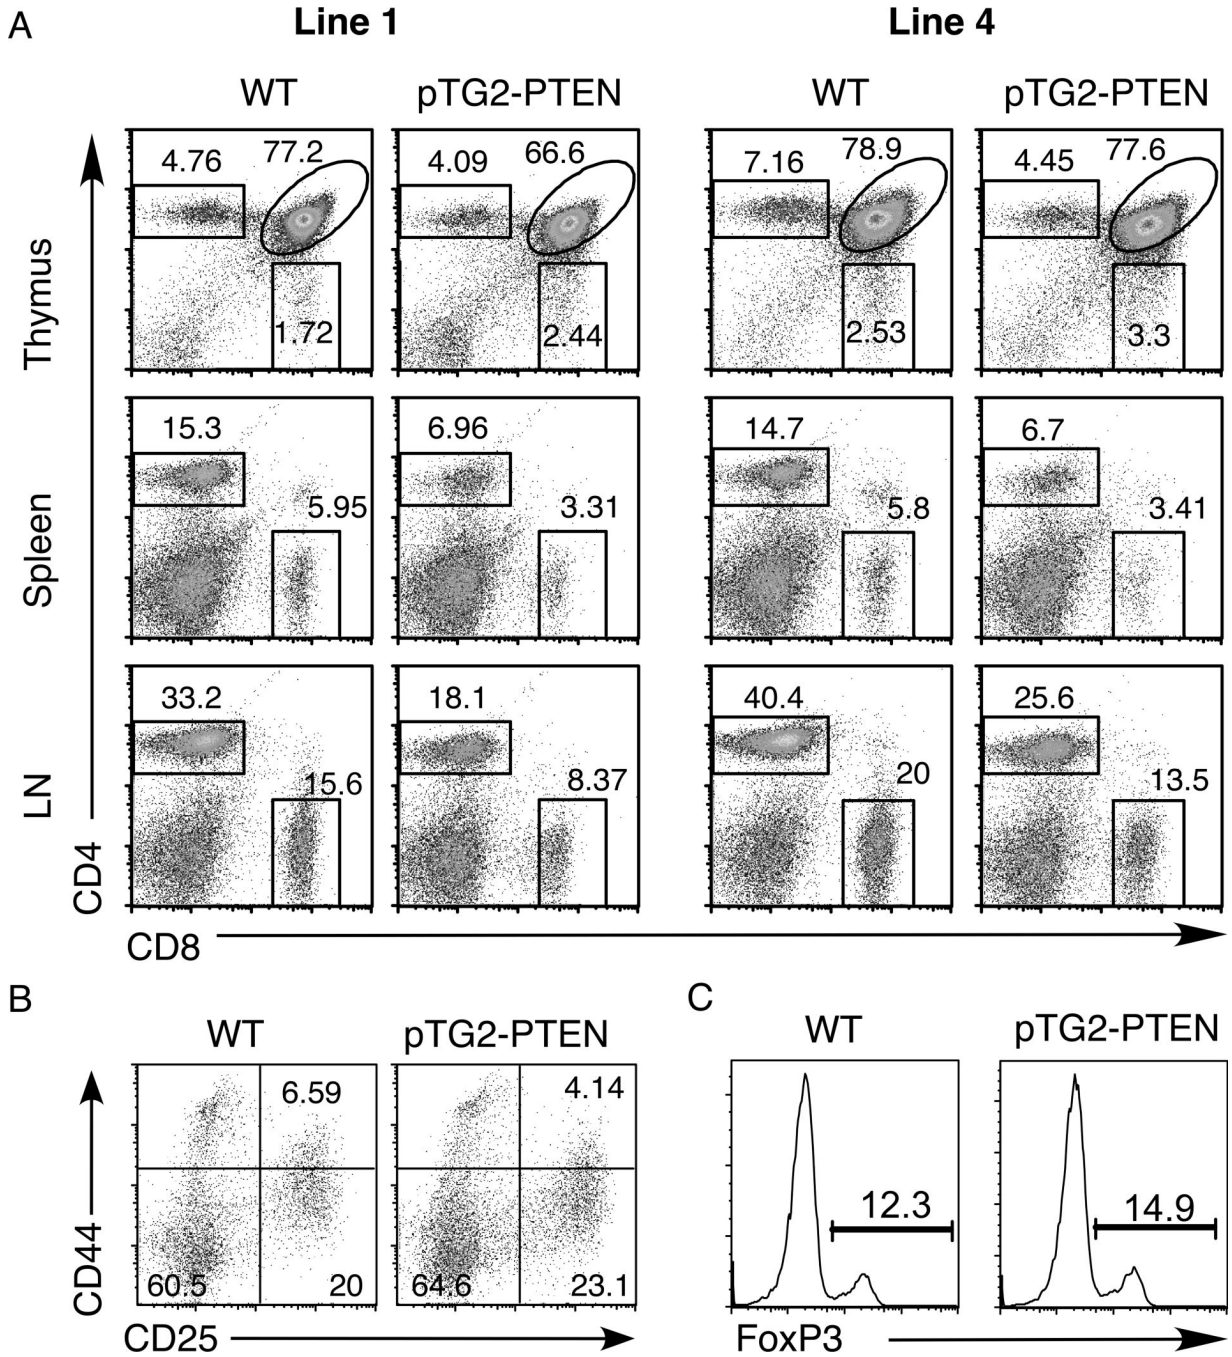 A
Line 1 Line 4
WT pTG2-PTEN WT pTG2-PTEN
Thymus
4.76 77.2 4.09 66.6 7.16 78.9 4.45 77.6
1.72 2.44 2.53 3.3
Spleen
15.3 6.96 14.7 6.7
5.95 3.31 5.8 3.41
LN
33.2 18.1 40.4 25.6
15.6 8.37 20 13.5
CD4
CD8
B
WT pTG2-PTEN
6.59 4.14
60.5 20 64.6 23.1
CD44
CD25
C
WT pTG2-PTEN
12.3 14.9
FoxP3